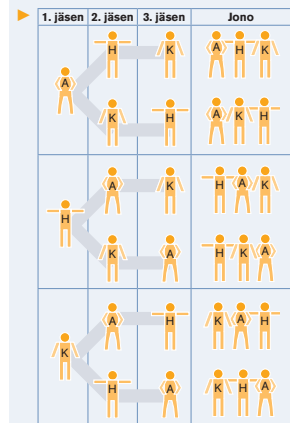 1. jäsen 2. jäsen 3. jäsen Jono
H K A H K
A
K H A K H
A K H A K
H
K A H K A
A H K A H
K
H A K H A